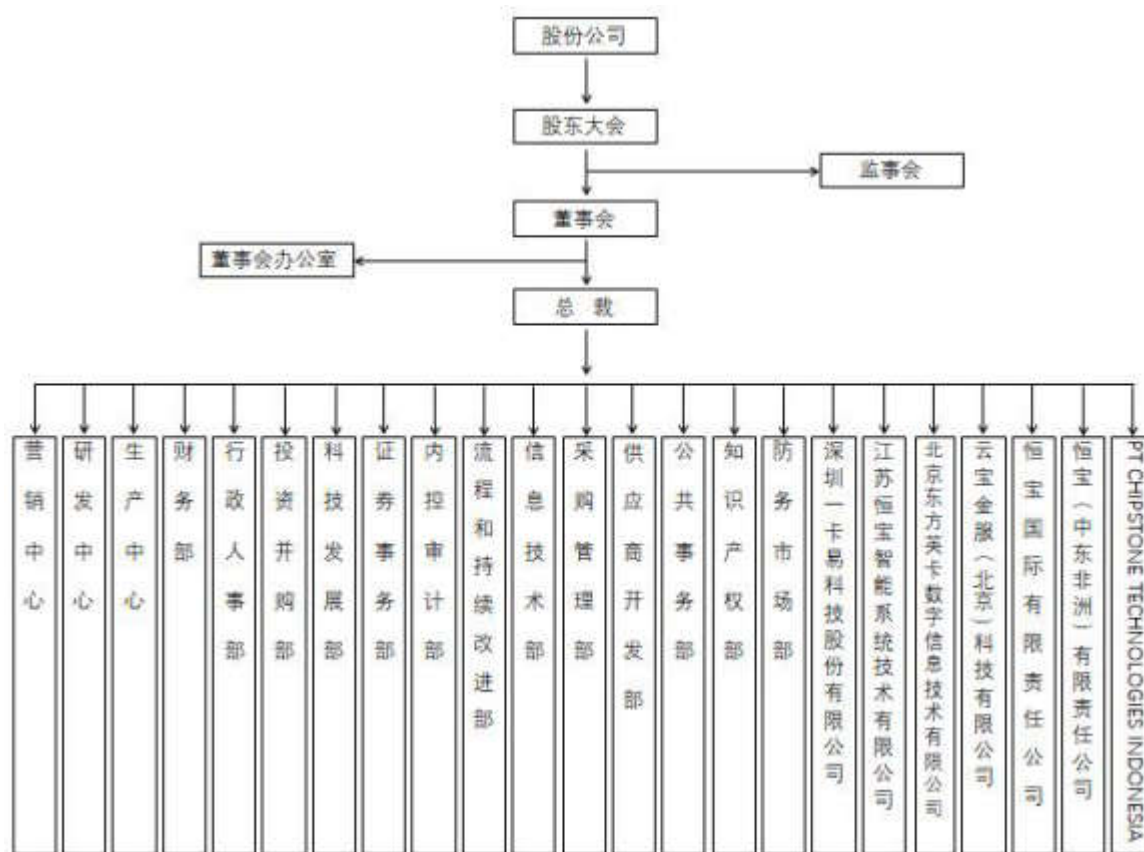 股份公司
股东大会
监事会
董事会
董事会办公室
总 裁
营销中心
研发中心
生产中心
财务部
行政人事部
投资并购部
科技发展部
证券事务部
内控审计部
流程和持续改进部
信息技术部
采购管理部
供应商开发部
公共事务部
知识产权部
防务市场部
深圳一卡易科技股份有限公司
江苏恒宝智能系统技术有限公司
北京东方英卡数字信息技术有限公司
云宝金服（北京）科技有限公司
恒宝国际有限责任公司
恒宝（中东非洲）有限责任公司
PT CHIPSTONE TECHNOLOGIES INDONESIA